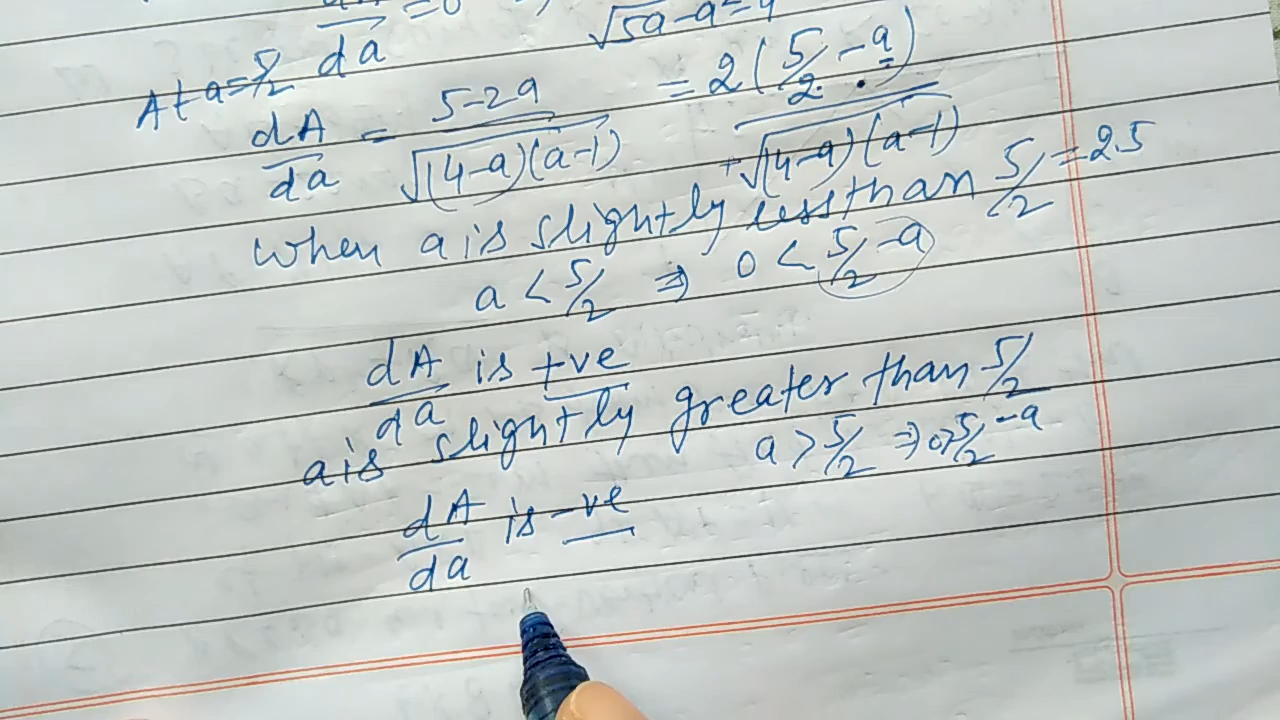 dA/da = 0 √5a-a²-4
At a = 5/2
dA/da = 5-2a/√(4-a)(a-1) = 2(5/2 - a)/+√(4-a)(a-1)
When a is slightly less than 5/2 = 2.5
a < 5/2 ⇒ 0 < 5/2 - a
dA/da is +ve
a is slightly greater than 5/2
a > 5/2 ⇒ 0 > 5/2 - a
dA/da is -ve